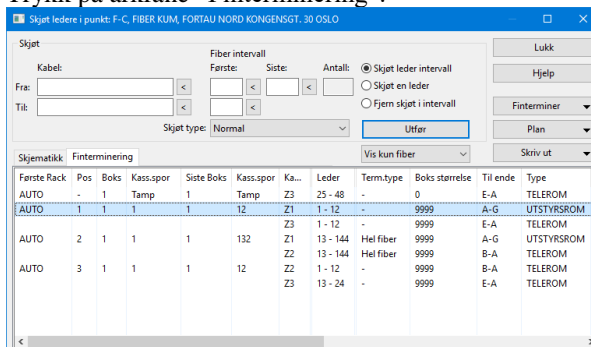 Trykk på arkfane "Finterminering".
Skjøt ledere i punkt: F-C, FIBER KUM, FORTAU NORD KONGENSGT. 30 OSLO
Skjøt
Fiber intervall
Kabel: Første: Siste: Antall:
Fra: < < <
Til: < <
Skjøt leder intervall
Skjøt en leder
Fjern skjøt i intervall
Skjøt type: Normal
Utfør
Vis kun fiber
Lukk
Hjelp
Finterminer
Plan
Skriv ut
Skjematikk Finterminering
Første Rack Pos Boks Kass.spor Siste Boks Kass.spor Ka... Leder Term.type Boks størrelse Til ende Type
AUTO - 1 Tamp 1 Tamp Z3 25 - 48 - 0 E-A TELEROM
AUTO 1 1 1 1 12 Z1 1 - 12 - 9999 A-G UTSTYRSROM
Z3 1 - 12 - 9999 E-A TELEROM
AUTO 2 1 1 1 132 Z1 13 - 144 Hel fiber 9999 A-G UTSTYRSROM
Z2 13 - 144 Hel fiber 9999 B-A TELEROM
AUTO 3 1 1 1 12 Z2 1 - 12 - 9999 B-A TELEROM
Z3 13 - 24 - 9999 E-A TELEROM